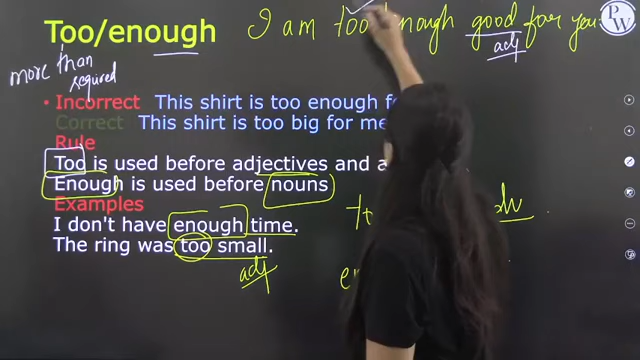 Too/enough I am too/enough good for you.
PW
adj
more than required
• Incorrect This shirt is too enough
Correct This shirt is too big for me
Rule
Too is used before adjectives and
Enough is used before nouns
Examples
I don't have enough time.
The ring was too small.
adj